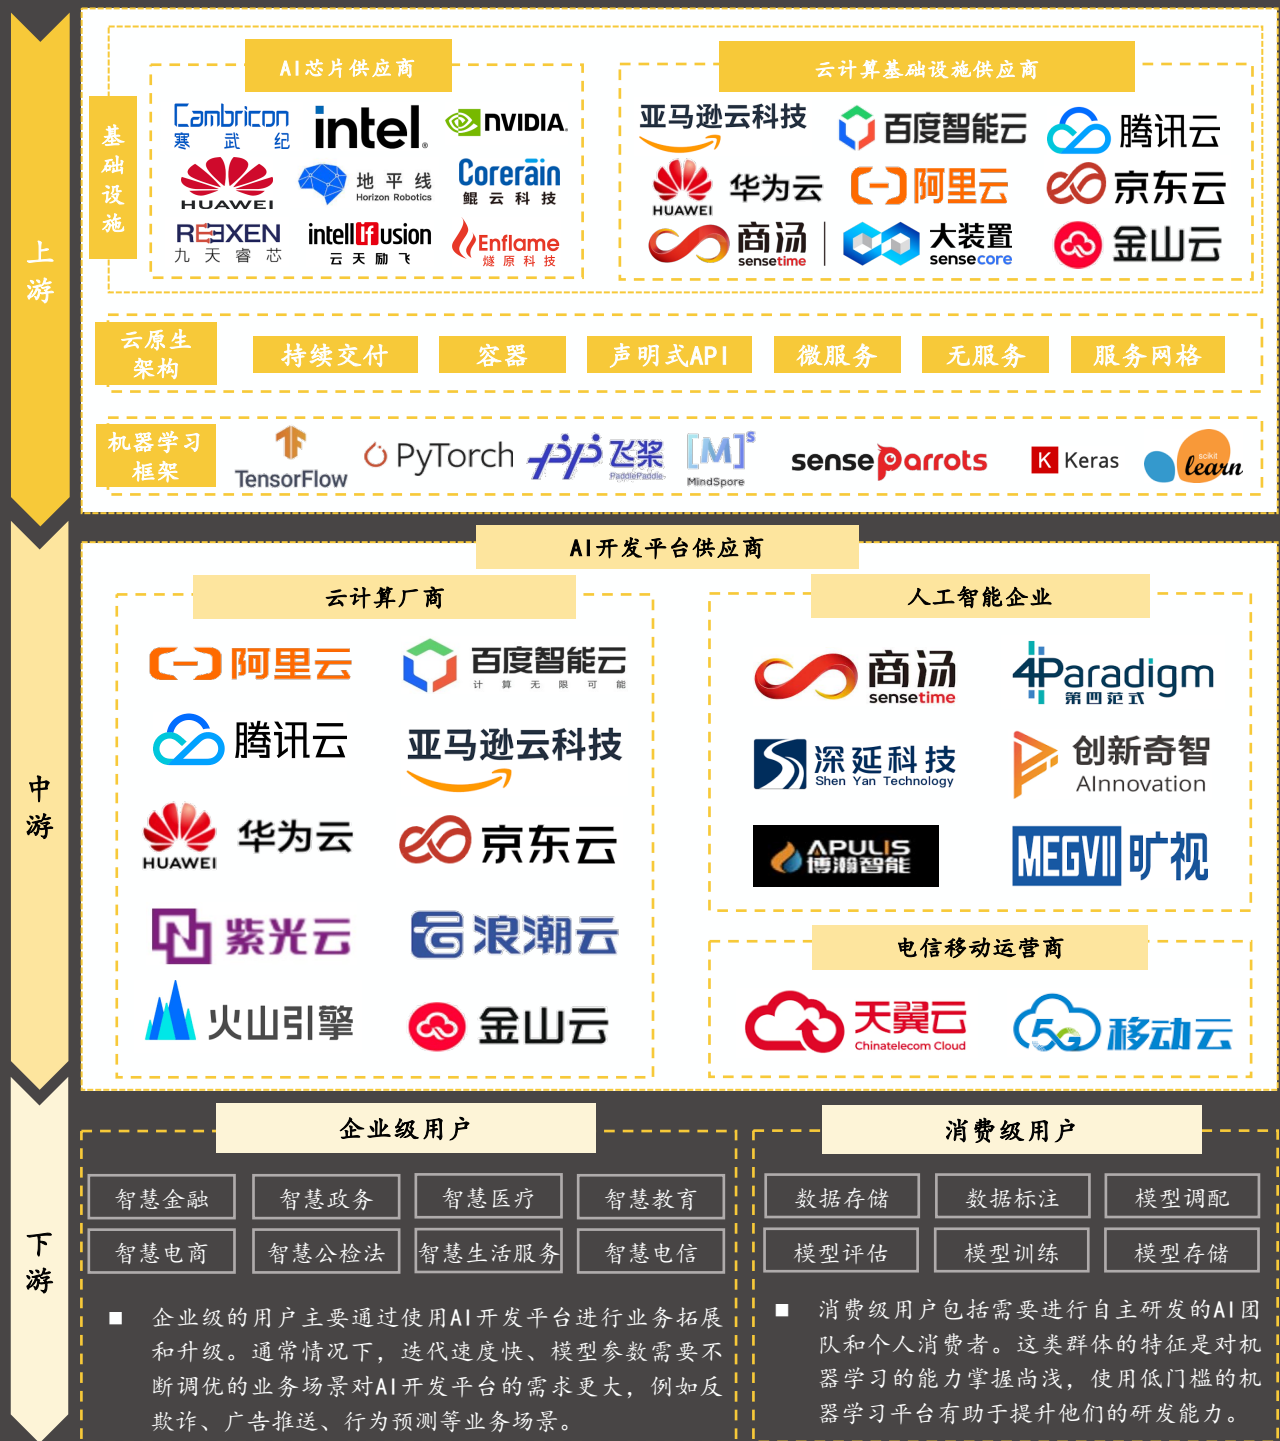 上游
基础设施
AI芯片供应商
Cambricon
寒武纪
intel
NVIDIA
HUAWEI
地平线
Horizon Robotics
Corerain
鲲云科技
REEXEN
九天睿芯
intellifusion
云天励飞
Enflame
燧原科技
云计算基础设施供应商
亚马逊云科技
百度智能云
腾讯云
HUAWEI
华为云
阿里云
京东云
商汤
sensetime
大装置
sensecore
金山云
云原生
架构
持续交付
容器
声明式API
微服务
无服务
服务网格
机器学习
框架
TensorFlow
PyTorch
飞桨
PaddlePaddle
[M]s
MindSpore
senseparrots
K Keras
scikit
learn
中游
AI开发平台供应商
云计算厂商
阿里云
百度智能云
计算无限可能
腾讯云
亚马逊云科技
HUAWEI
华为云
京东云
紫光云
浪潮云
火山引擎
金山云
人工智能企业
商汤
sensetime
4Paradigm
第四范式
深延科技
Shen Yan Technology
创新奇智
AInnovation
APULIS
博瀚智能
MEGVII 旷视
电信移动运营商
天翼云
Chinatelecom Cloud
5G 移动云
下游
企业级用户
智慧金融
智慧政务
智慧医疗
智慧教育
智慧电商
智慧公检法
智慧生活服务
智慧电信
企业级的用户主要通过使用AI开发平台进行业务拓展
和升级。通常情况下，迭代速度快、模型参数需要不
断调优的业务场景对AI开发平台的需求更大，例如反
欺诈、广告推送、行为预测等业务场景。
消费级用户
数据存储
数据标注
模型调配
模型评估
模型训练
模型存储
消费级用户包括需要进行自主研发的AI团
队和个人消费者。这类群体的特征是对机
器学习的能力掌握尚浅，使用低门槛的机
器学习平台有助于提升他们的研发能力。